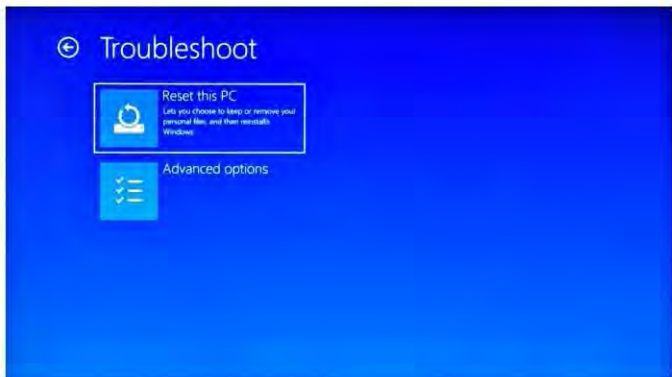 Troubleshoot
Reset this PC
Lets you choose to keep or remove your
personal files, and then reinstalls
Windows
Advanced options